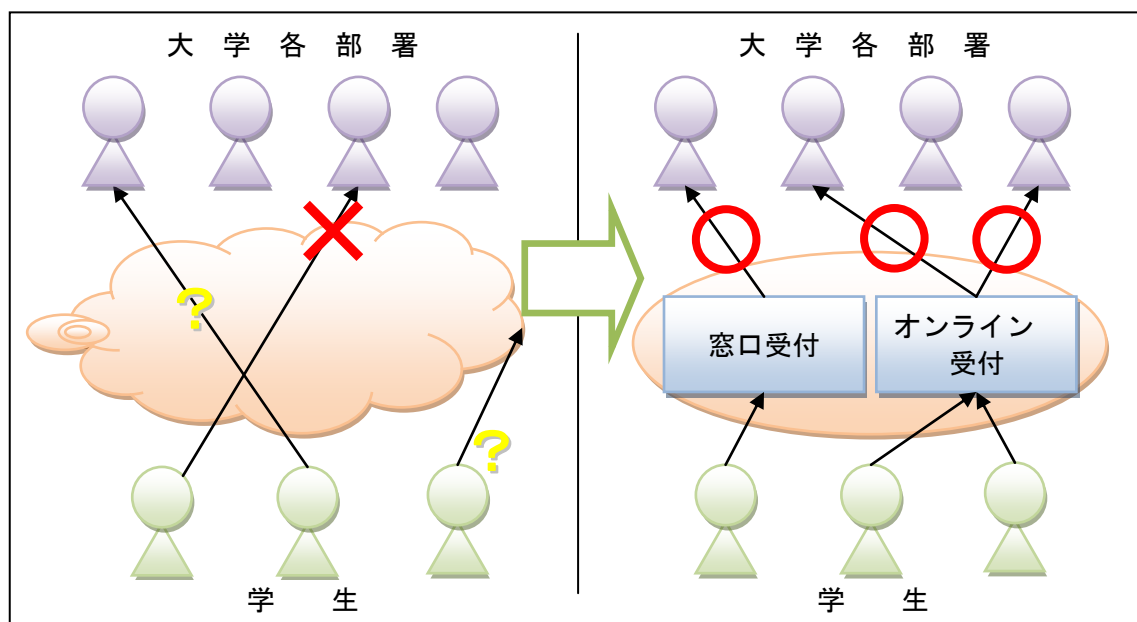 大 学 各 部 署
?
?
学 生
大 学 各 部 署
窓口受付
オンライン
受付
学 生